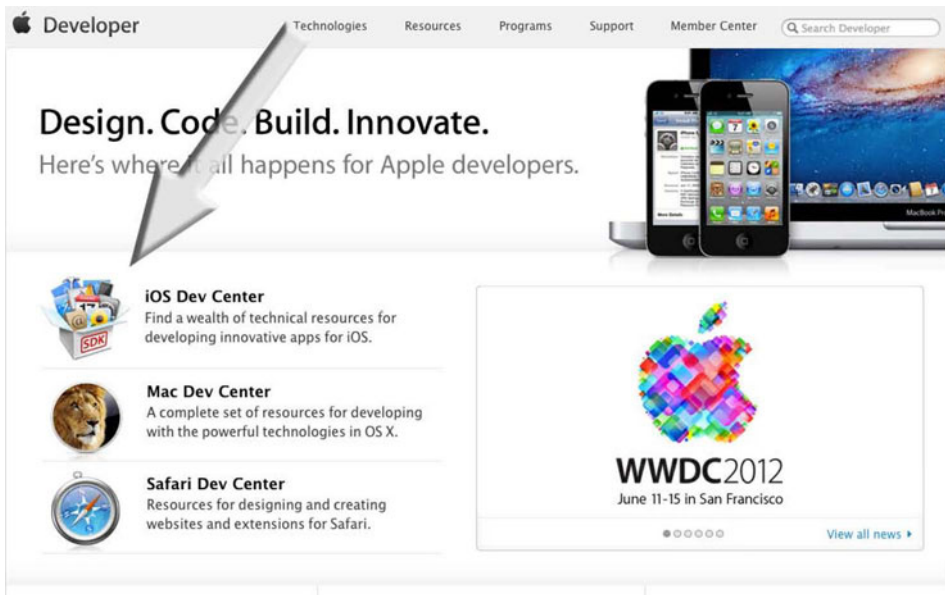 Developer
Technologies
Resources
Programs
Support
Member Center
Search Developer
Design. Code. Build. Innovate.
Here's where it all happens for Apple developers.
MacBook Pro
iOS Dev Center
Find a wealth of technical resources for
developing innovative apps for iOS.
SDK
Mac Dev Center
A complete set of resources for developing
with the powerful technologies in OS X.
Safari Dev Center
Resources for designing and creating
websites and extensions for Safari.
WWDC2012
June 11-15 in San Francisco
View all news